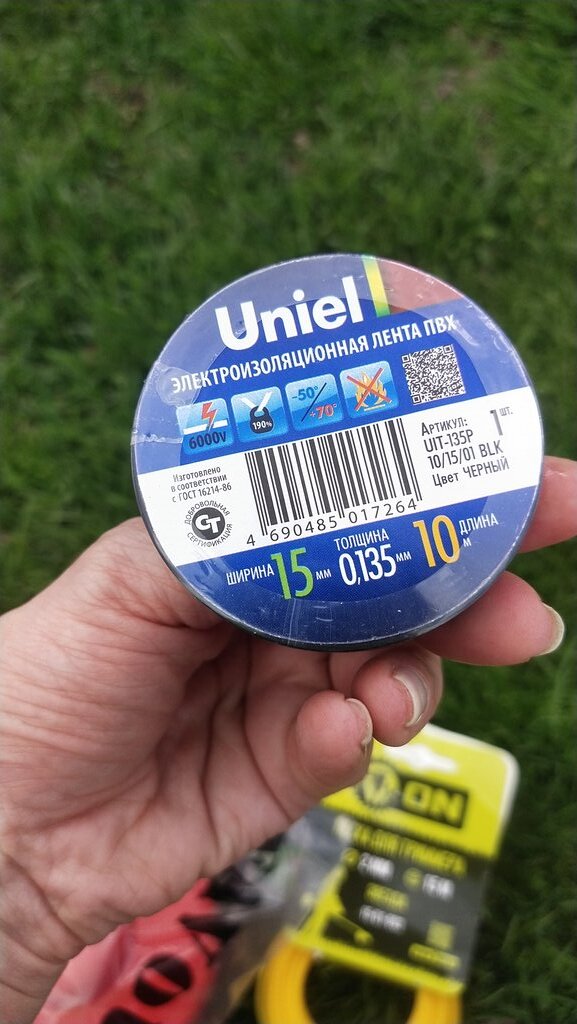 Uniel
ЭЛЕКТРОИЗОЛЯЦИОННАЯ ЛЕНТА ПВХ
6000V
190%
-50°
+70°
Изготовлено
в соответствии
с ГОСТ 16214-86
ДОБРОВОЛЬНАЯ
СТ
СЕРТИФИКАЦИЯ
4 690485 017264
АРТИКУЛ:
UIT-135P
10/15/01 BLK
Цвет ЧЕРНЫЙ
1 шт.
ШИРИНА 15 мм
ТОЛЩИНА 0,135 мм
10 ДЛИНА м
ON